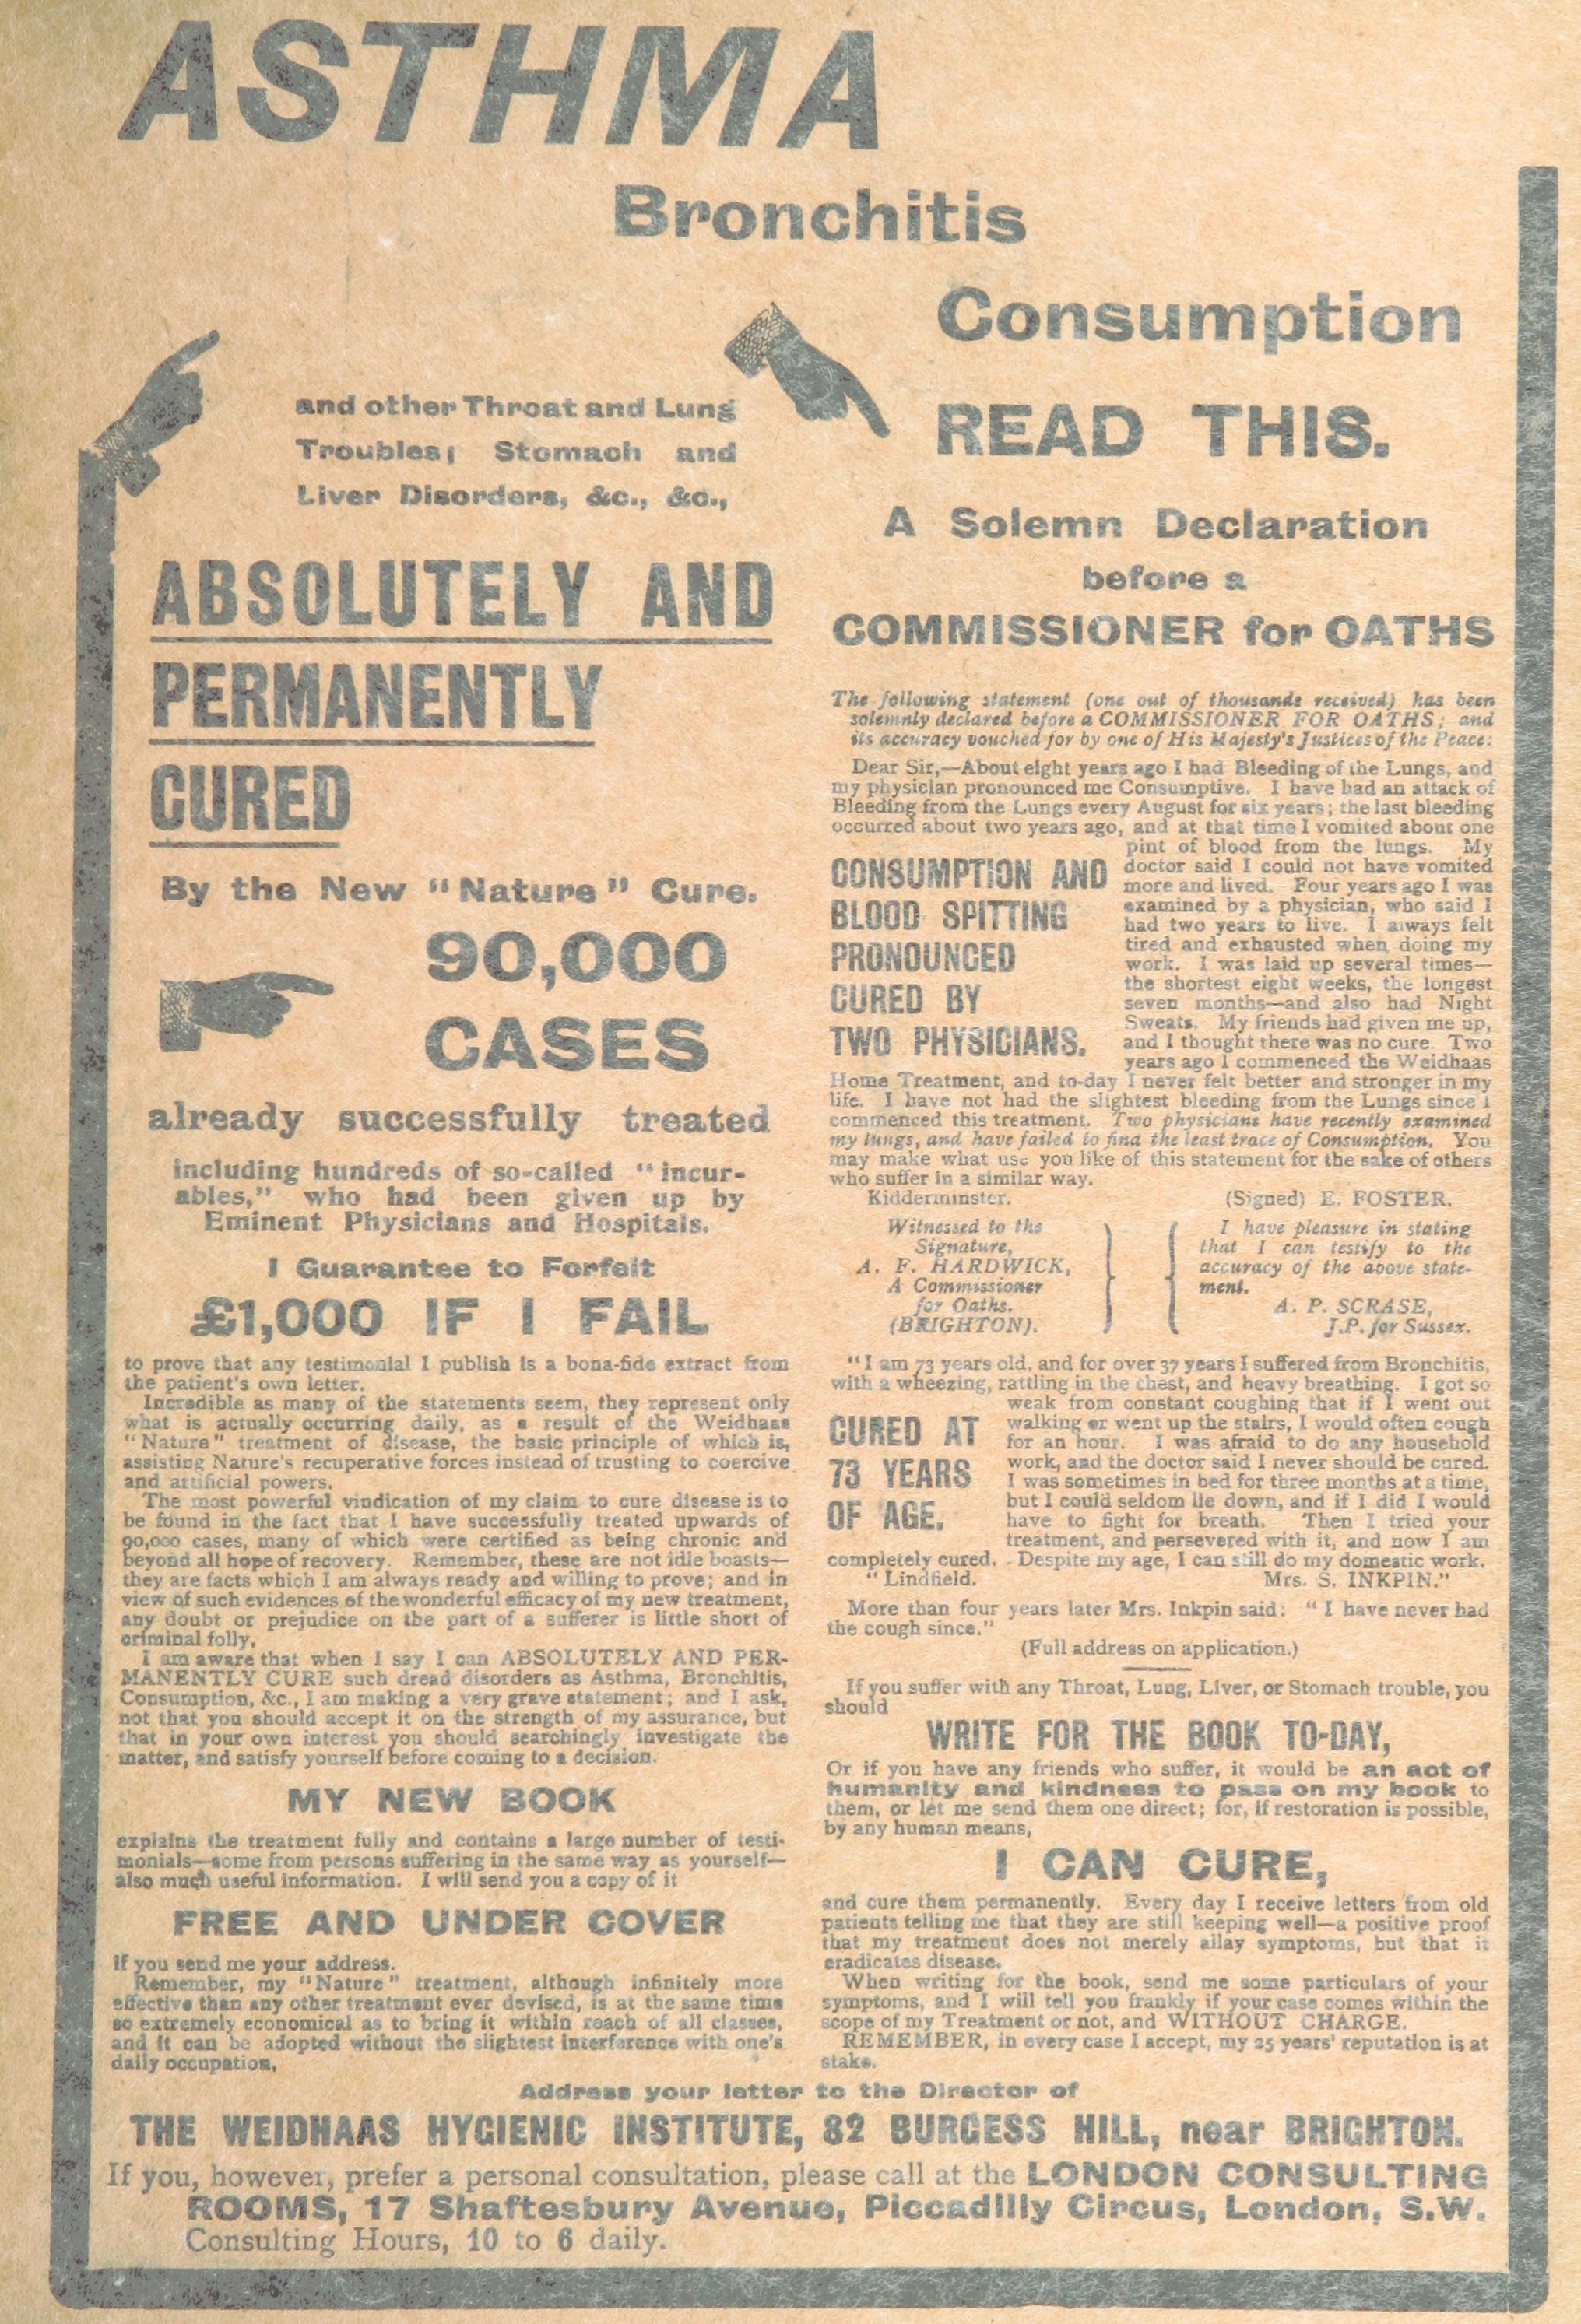 ASTHMA
Bronchitis
Consumption
and other Throat and Lung
Troubles; Stomach and
Liver Disorders, &c., &c.,
ABSOLUTELY AND
PERMANENTLY
CURED
By the New "Nature" Cure.
90,000
CASES
already successfully treated
including hundreds of so-called "incur-
ables," who had been given up by
Eminent Physicians and Hospitals.
I Guarantee to Forfeit
£1,000 IF I FAIL
to prove that any testimonial I publish is a bona-fide extract from
the patient's own letter.
Incredible as many of the statements seem, they represent only
what is actually occurring daily, as a result of the Weidhaas
"Nature" treatment of disease, the basic principle of which is,
assisting Nature's recuperative forces instead of trusting to coercive
and artificial powers.
The most powerful vindication of my claim to cure disease is to
be found in the fact that I have successfully treated upwards of
90,000 cases, many of which were certified as being chronic and
beyond all hope of recovery. Remember, these are not idle boasts—
they are facts which I am always ready and willing to prove; and in
view of such evidences of the wonderful efficacy of my new treatment,
any doubt or prejudice on the part of a sufferer is little short of
criminal folly.
I am aware that when I say I can ABSOLUTELY AND PER-
MANENTLY CURE such dread disorders as Asthma, Bronchitis,
Consumption, &c., I am making a very grave statement; and I ask,
not that you should accept it on the strength of my assurance, but
that in your own interest you should searchingly investigate the
matter, and satisfy yourself before coming to a decision.
MY NEW BOOK
explains the treatment fully and contains a large number of testi-
monials—some from persons suffering in the same way as yourself—
also much useful information. I will send you a copy of it
FREE AND UNDER COVER
if you send me your address.
Remember, my "Nature" treatment, although infinitely more
effective than any other treatment ever devised, is at the same time
so extremely economical as to bring it within reach of all classes,
and it can be adopted without the slightest interference with one's
daily occupation.
READ THIS.
A Solemn Declaration
before a
COMMISSIONER for OATHS
The following statement (one out of thousands received) has been
solemnly declared before a COMMISSIONER FOR OATHS; and
its accuracy vouched for by one of His Majesty's Justices of the Peace:
Dear Sir,—About eight years ago I had Bleeding of the Lungs, and
my physician pronounced me Consumptive. I have had an attack of
Bleeding from the Lungs every August for six years; the last bleeding
occurred about two years ago, and at that time I vomited about one
CONSUMPTION AND
BLOOD SPITTING
PRONOUNCED
CURED BY
TWO PHYSICIANS.
pint of blood from the lungs. My
doctor said I could not have vomited
more and lived. Four years ago I was
examined by a physician, who said I
had two years to live. I always felt
tired and exhausted when doing my
work. I was laid up several times—
the shortest eight weeks, the longest
seven months—and also had Night
Sweats. My friends had given me up,
and I thought there was no cure. Two
years ago I commenced the Weidhaas
Home Treatment, and to-day I never felt better and stronger in my
life. I have not had the slightest bleeding from the Lungs since I
commenced this treatment. Two physicians have recently examined
my lungs, and have failed to find the least trace of Consumption. You
may make what use you like of this statement for the sake of others
who suffer in a similar way.
Kidderminster. (Signed) E. FOSTER.
Witnessed to the
Signature,
A. F. HARDWICK,
A Commissioner
for Oaths.
(BRIGHTON).
I have pleasure in stating
that I can testify to the
accuracy of the above state-
ment.
A. P. SCRASE,
J.P. for Sussex.
"I am 73 years old, and for over 37 years I suffered from Bronchitis,
with a wheezing, rattling in the chest, and heavy breathing. I got so
CURED AT
73 YEARS
OF AGE.
weak from constant coughing that if I went out
walking or went up the stairs, I would often cough
for an hour. I was afraid to do any household
work, and the doctor said I never should be cured.
I was sometimes in bed for three months at a time,
but I could seldom lie down, and if I did I would
have to fight for breath. Then I tried your
treatment, and persevered with it, and now I am
completely cured. Despite my age, I can still do my domestic work.
"Lindfield. Mrs. S. INKPIN."
More than four years later Mrs. Inkpin said: "I have never had
the cough since."
(Full address on application.)
If you suffer with any Throat, Lung, Liver, or Stomach trouble, you
should
WRITE FOR THE BOOK TO-DAY,
Or if you have any friends who suffer, it would be an act of
humanity and kindness to pass on my book to
them, or let me send them one direct; for, if restoration is possible,
by any human means,
I CAN CURE,
and cure them permanently. Every day I receive letters from old
patients telling me that they are still keeping well—a positive proof
that my treatment does not merely allay symptoms, but that it
eradicates disease.
When writing for the book, send me some particulars of your
symptoms, and I will tell you frankly if your case comes within the
scope of my Treatment or not, and WITHOUT CHARGE.
REMEMBER, in every case I accept, my 25 years' reputation is at
stake.
Address your letter to the Director of
THE WEIDHAAS HYGIENIC INSTITUTE, 82 BURGESS HILL, near BRIGHTON.
If you, however, prefer a personal consultation, please call at the LONDON CONSULTING
ROOMS, 17 Shaftesbury Avenue, Piccadilly Circus, London, S.W.
Consulting Hours, 10 to 6 daily.